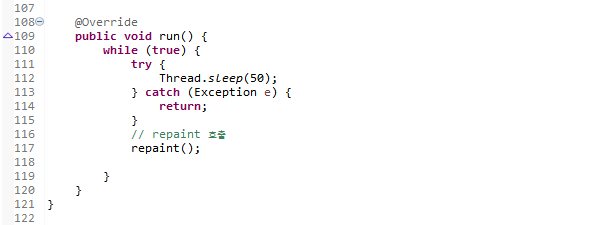 107
108 @Override
109 public void run() {
110 while (true) {
111 try {
112 Thread.sleep(50);
113 } catch (Exception e) {
114 return;
115 }
116 // repaint 호출
117 repaint();
118
119 }
120 }
121 }
122